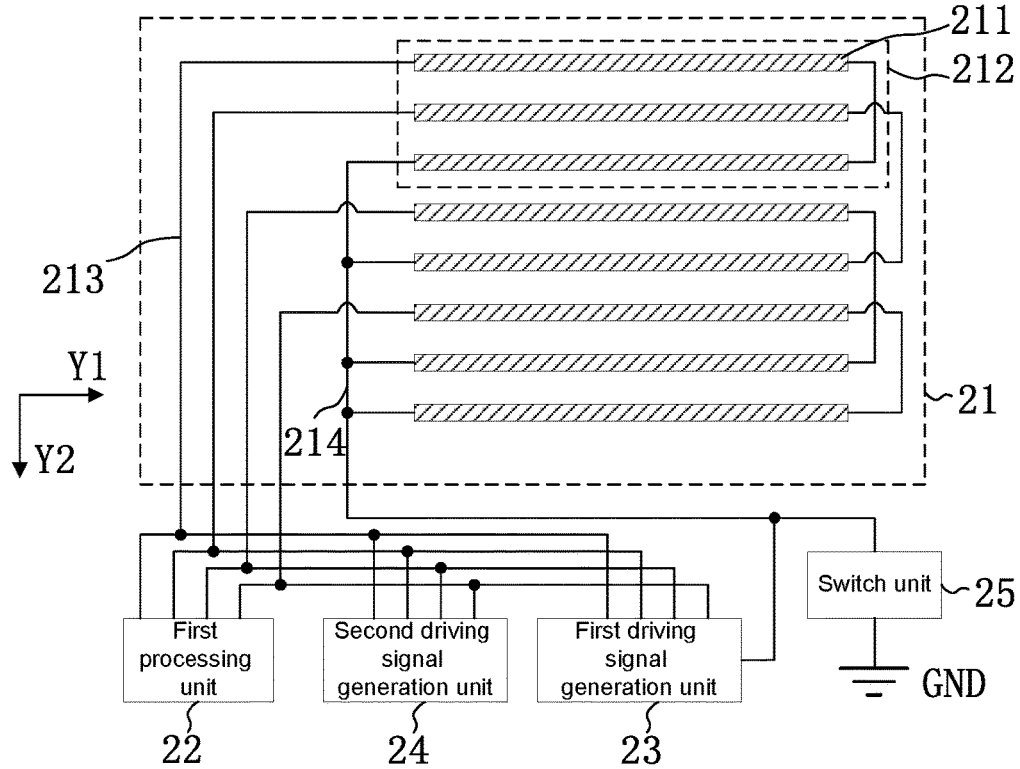 211
212
213
Y1
214
21
Y2
Switch unit
25
First
processing
unit
Second driving
signal
generation unit
First driving
signal
generation unit
GND
22
24
23